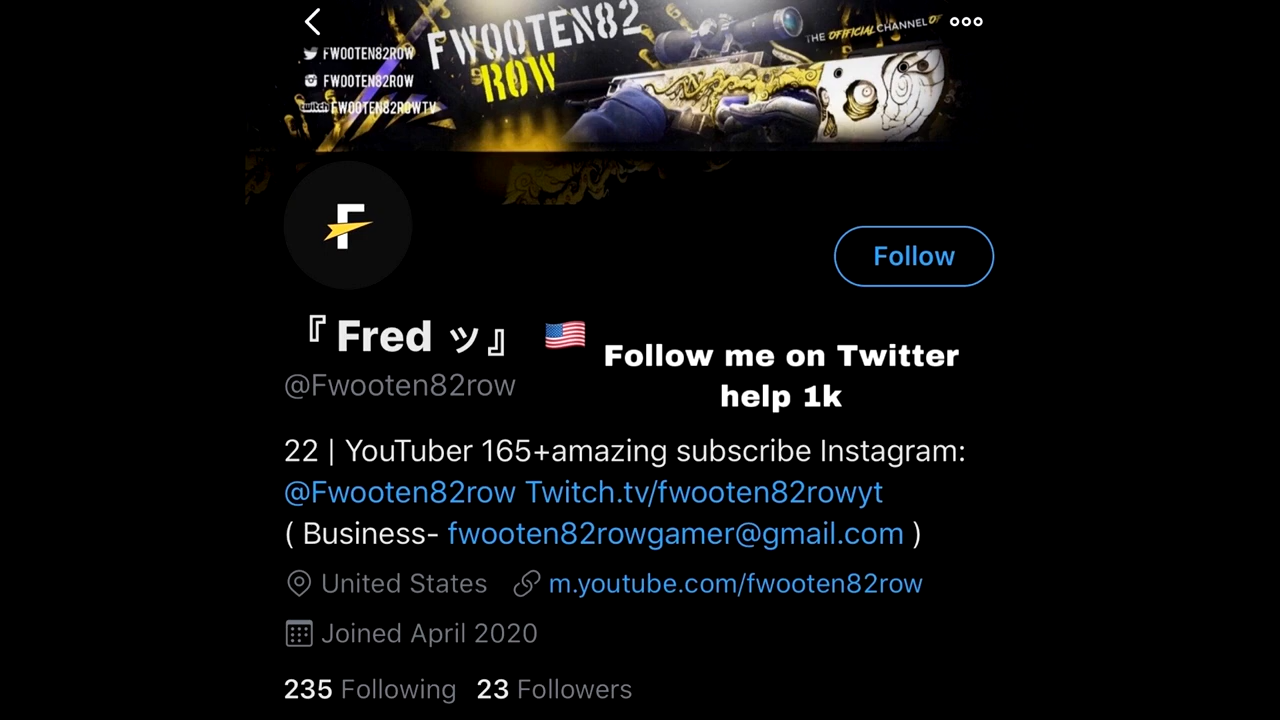 FWOOTEN82
ROW
THE OFFICIAL CHANNEL OF
FWOOTEN82ROW
FWOOTEN82ROW
twitch FWOOTEN82ROWTV
F
Follow
『 Fred ッ』 🇺🇸
@Fwooten82row
Follow me on Twitter
help 1k
22 | YouTuber 165+amazing subscribe Instagram:
@Fwooten82row Twitch.tv/fwooten82rowyt
( Business- fwooten82rowgamer@gmail.com )
United States m.youtube.com/fwooten82row
Joined April 2020
235 Following 23 Followers